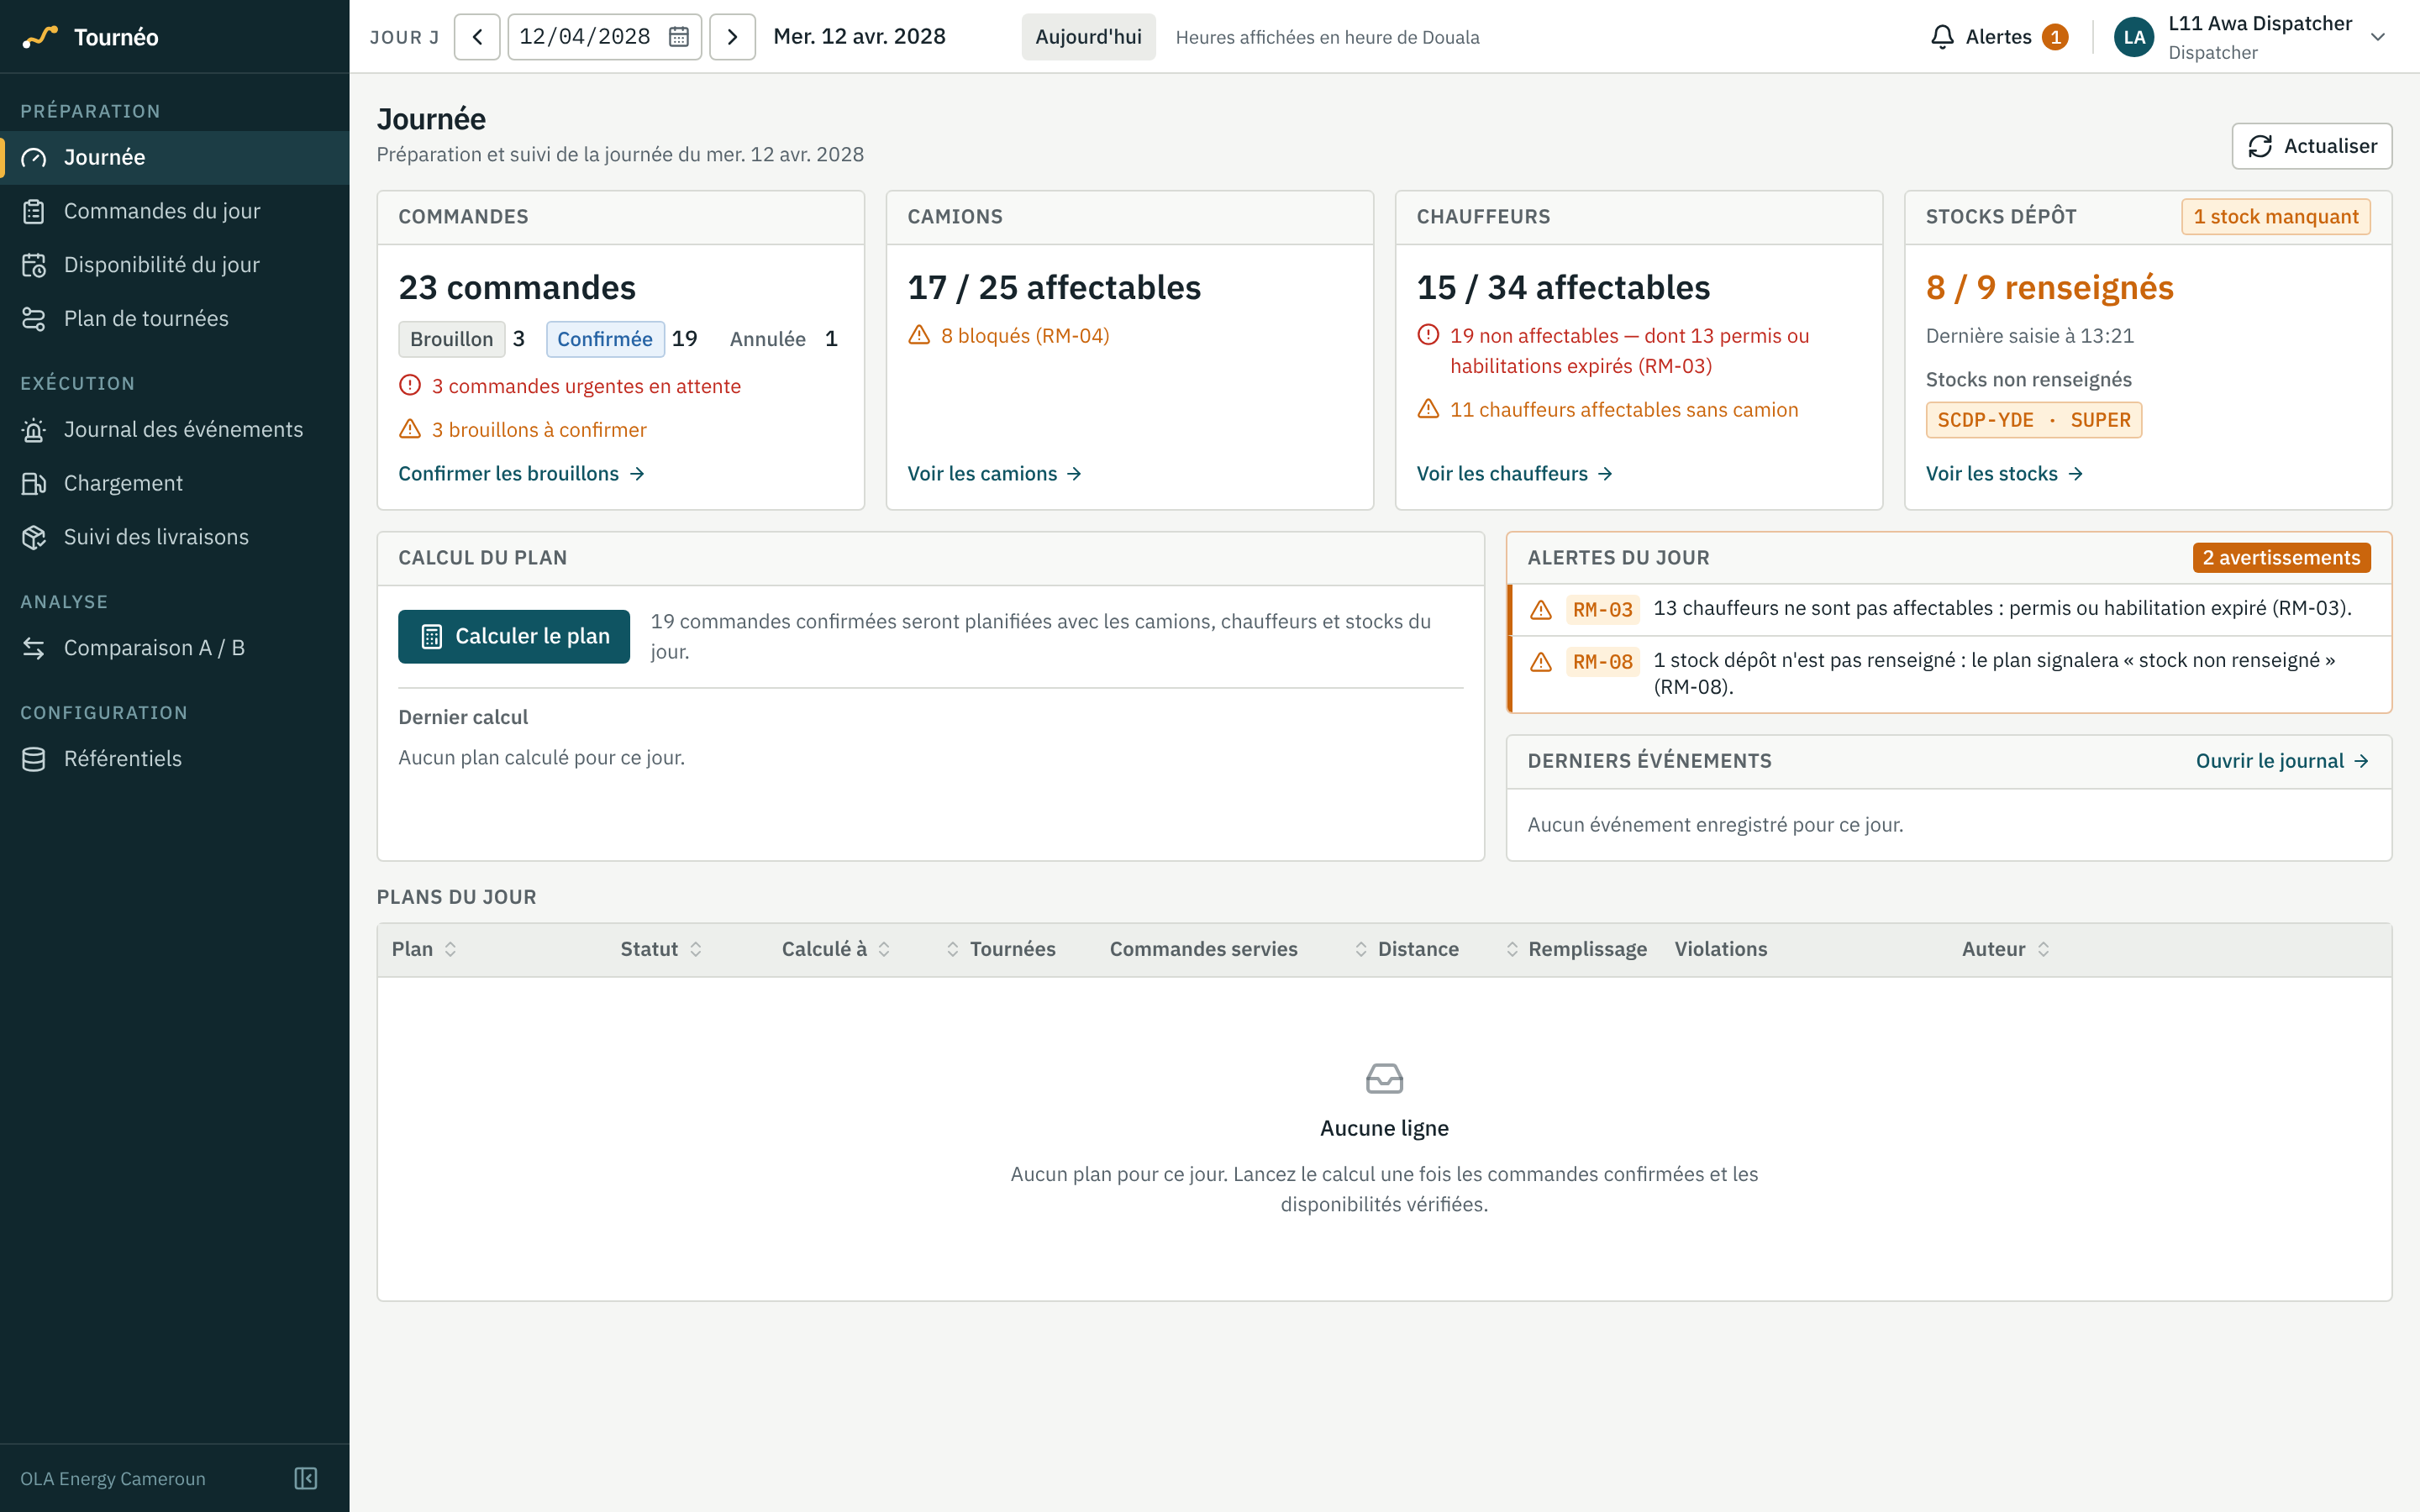 Tournéo
PRÉPARATION
Journée
Commandes du jour
Disponibilité du jour
Plan de tournées
EXÉCUTION
Journal des événements
Chargement
Suivi des livraisons
ANALYSE
Comparaison A / B
CONFIGURATION
Référentiels
OLA Energy Cameroun
JOUR J
12/04/2028
Mer. 12 avr. 2028
Aujourd'hui
Heures affichées en heure de Douala
Alertes 1
LA
L11 Awa Dispatcher
Dispatcher
Journée
Préparation et suivi de la journée du mer. 12 avr. 2028
Actualiser
COMMANDES
23 commandes
Brouillon 3 Confirmée 19 Annulée 1
3 commandes urgentes en attente
3 brouillons à confirmer
Confirmer les brouillons →
CAMIONS
17 / 25 affectables
8 bloqués (RM-04)
Voir les camions →
CHAUFFEURS
15 / 34 affectables
19 non affectables — dont 13 permis ou
habilitations expirés (RM-03)
11 chauffeurs affectables sans camion
Voir les chauffeurs →
STOCKS DÉPÔT
1 stock manquant
8 / 9 renseignés
Dernière saisie à 13:21
Stocks non renseignés
SCDP-YDE · SUPER
Voir les stocks →
CALCUL DU PLAN
Calculer le plan
19 commandes confirmées seront planifiées avec les camions, chauffeurs et stocks du
jour.
Dernier calcul
Aucun plan calculé pour ce jour.
ALERTES DU JOUR
2 avertissements
RM-03 13 chauffeurs ne sont pas affectables : permis ou habilitation expiré (RM-03).
RM-08 1 stock dépôt n'est pas renseigné : le plan signalera « stock non renseigné »
(RM-08).
DERNIERS ÉVÉNEMENTS
Ouvrir le journal →
Aucun événement enregistré pour ce jour.
PLANS DU JOUR
Plan Statut Calculé à Tournées Commandes servies Distance Remplissage Violations Auteur
Aucune ligne
Aucun plan pour ce jour. Lancez le calcul une fois les commandes confirmées et les
disponibilités vérifiées.